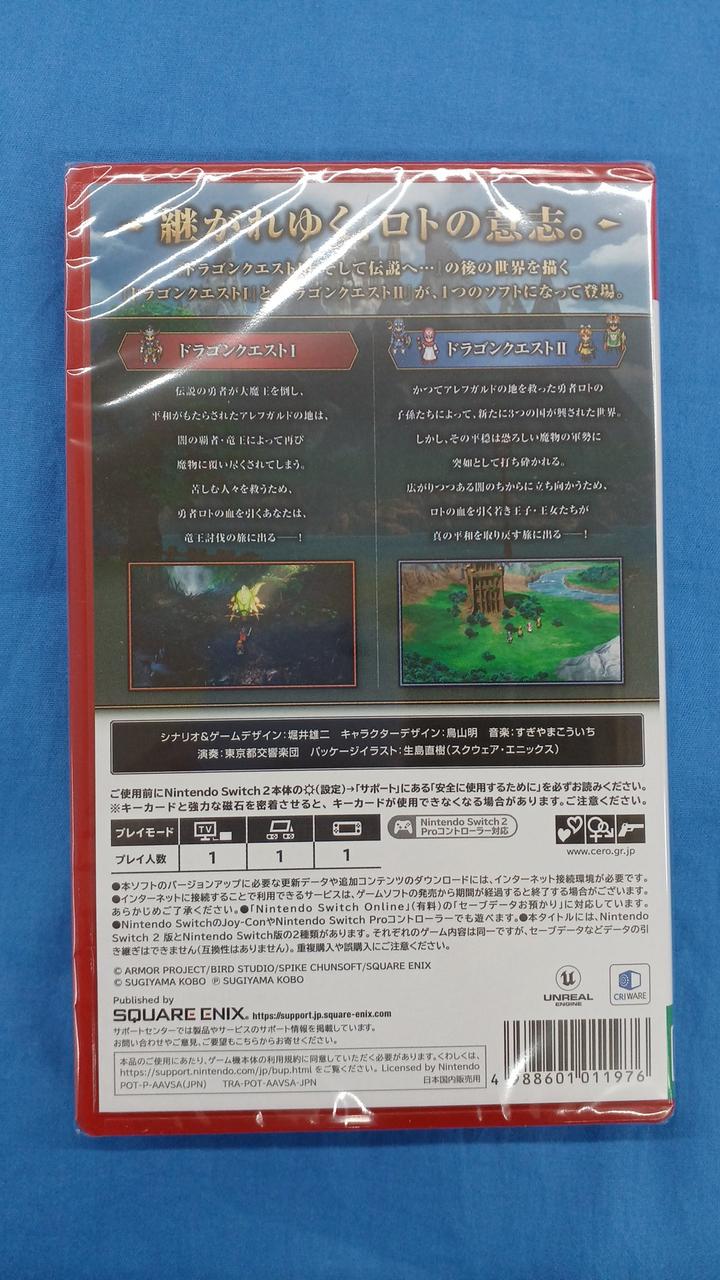 継がれゆく、ロトの意志。
『ドラゴンクエストIII そして伝説へ…』の後の世界を描く
『ドラゴンクエストI』と『ドラゴンクエストII』が、1つのソフトになって登場。
ドラゴンクエストI
伝説の勇者が大魔王を倒し、
平和がもたらされたアレフガルドの地は、
闇の覇者・竜王によって再び
魔物に覆い尽くされてしまう。
苦しむ人々を救うため、
勇者ロトの血を引くあなたは、
竜王討伐の旅に出る——!
ドラゴンクエストII
かつてアレフガルドの地を救った勇者ロトの
子孫たちによって、新たに3つの国が興された世界。
しかし、その平穏は恐ろしい魔物の軍勢に
突如として打ち砕かれる。
広がりつつある闇のちからに立ち向かうため、
ロトの血を引く若き王子・王女たちが
真の平和を取り戻す旅に出る——!
シナリオ&ゲームデザイン:堀井雄二 キャラクターデザイン:鳥山明 音楽:すぎやまこういち
演奏:東京都交響楽団 パッケージイラスト:生島直樹(スクウェア・エニックス)
ご使用前にNintendo Switch 2本体の(設定)→「サポート」にある「安全に使用するために」を必ずお読みください。
※キーカードと強力な磁石を密着させると、キーカードが使用できなくなる場合があります。ご注意ください。
プレイモード TV
プレイ人数 1 1 1
Nintendo Switch 2
Proコントローラー対応
www.cero.gr.jp
●本ソフトのバージョンアップに必要な更新データや追加コンテンツのダウンロードには、インターネット接続環境が必要です。
●インターネットに接続することで利用できるサービスは、ゲームソフトの発売から期間が経過すると終了する場合がございます。
あらかじめご了承ください。●「Nintendo Switch Online」(有料)の「セーブデータお預かり」に対応しています。
●Nintendo SwitchのJoy-ConやNintendo Switch Proコントローラーでも遊べます。●本タイトルには、Nintendo
Switch 2 版とNintendo Switch版の2種類があります。それぞれのゲーム内容は同一ですが、セーブデータなどデータの引
き継ぎはできません(互換性はありません)。重複購入や誤購入にご注意ください。
© ARMOR PROJECT/BIRD STUDIO/SPIKE CHUNSOFT/SQUARE ENIX
© SUGIYAMA KOBO ℗ SUGIYAMA KOBO
UNREAL
ENGINE
CRIWARE
Published by
SQUARE ENIX. https://support.jp.square-enix.com
サポートセンターでは製品やサービスのサポート情報を掲載しています。
お問い合わせやご意見、ご要望もこちらからお寄せください。
本品のご使用にあたり、ゲーム機本体の利用規約に同意していただく必要があります。くわしくは、
https://support.nintendo.com/jp/bup.html をご覧ください。Licensed by Nintendo
POT-P-AAVSA(JPN) TRA-POT-AAVSA-JPN 日本国内販売用
4 988601 011976